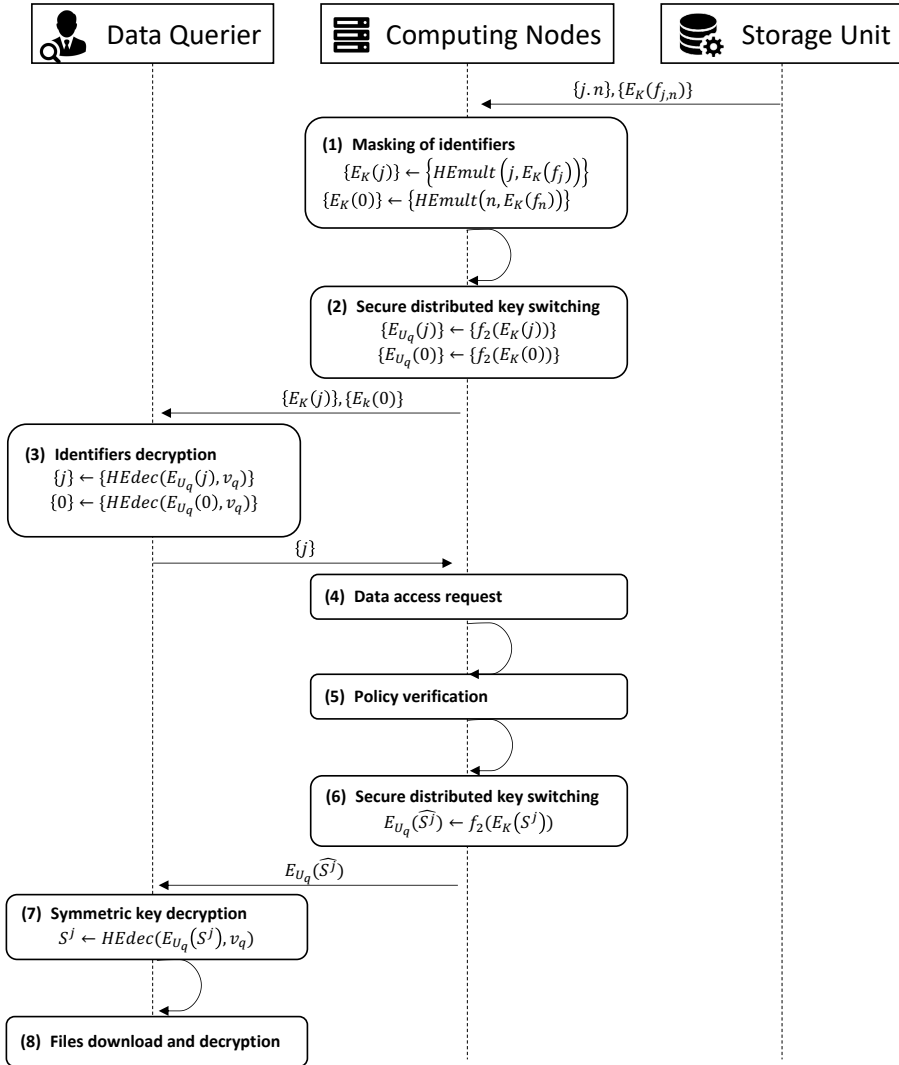 Data Querier
Computing Nodes
Storage Unit
{j.n},{E_K(f_{j,n})}
(1) Masking of identifiers
{E_K(j)} ← {HEmult(j, E_K(f_j))}
{E_K(0)} ← {HEmult(n, E_K(f_n))}
(2) Secure distributed key switching
{E_{U_q}(j)} ← {f_2(E_K(j))}
{E_{U_q}(0)} ← {f_2(E_K(0))}
{E_K(j)},{E_k(0)}
(3) Identifiers decryption
{j} ← {HEdec(E_{U_q}(j), v_q)}
{0} ← {HEdec(E_{U_q}(0), v_q)}
{j}
(4) Data access request
(5) Policy verification
(6) Secure distributed key switching
E_{U_q}(\widehat{S^j}) ← f_2(E_K(S^j))
E_{U_q}(\widehat{S^j})
(7) Symmetric key decryption
S^j ← HEdec(E_{U_q}(S^j), v_q)
(8) Files download and decryption